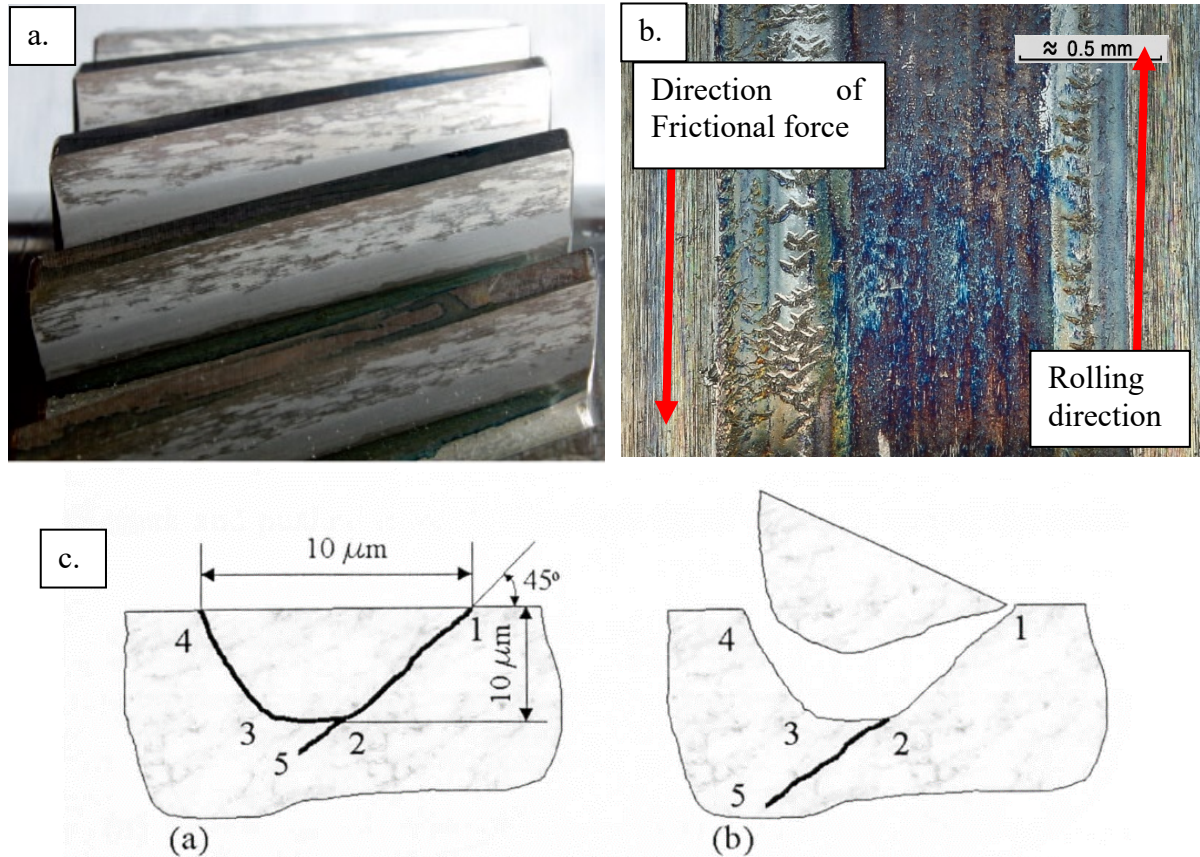 a.
b.
≈ 0.5 mm
Direction of
Frictional force
Rolling
direction
c.
10 μm
45º
4
1
10 μm
3
2
5
(a)
4
1
3
2
5
(b)